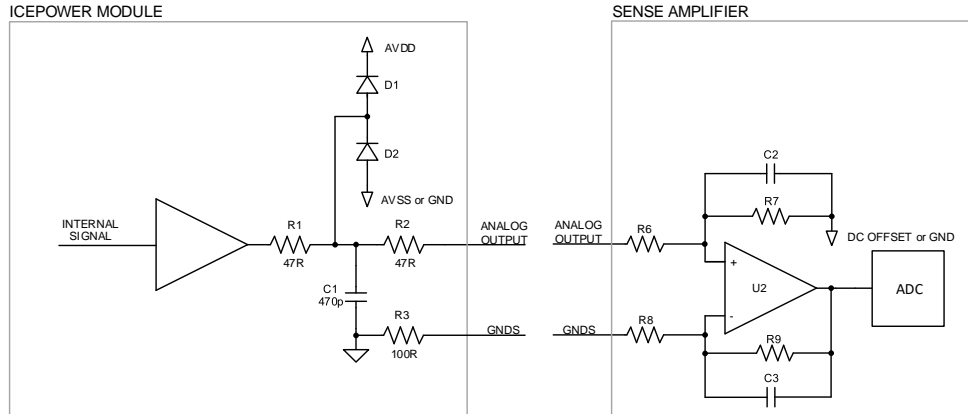 ICEPOWER MODULE
SENSE AMPLIFIER
AVDD
D1
D2
AVSS or GND
INTERNAL
SIGNAL
R1
47R
R2
47R
ANALOG
OUTPUT
C1
470p
R3
100R
GNDS
ANALOG
OUTPUT
R6
C2
R7
DC OFFSET or GND
+
U2
-
ADC
GNDS
R8
R9
C3